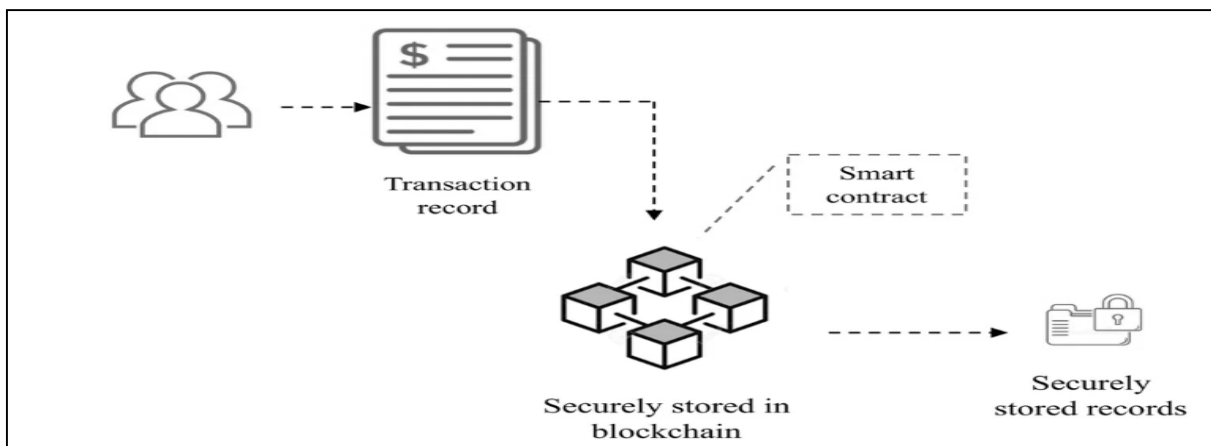 $
Transaction
record
Smart
contract
Securely stored in
blockchain
Securely
stored records